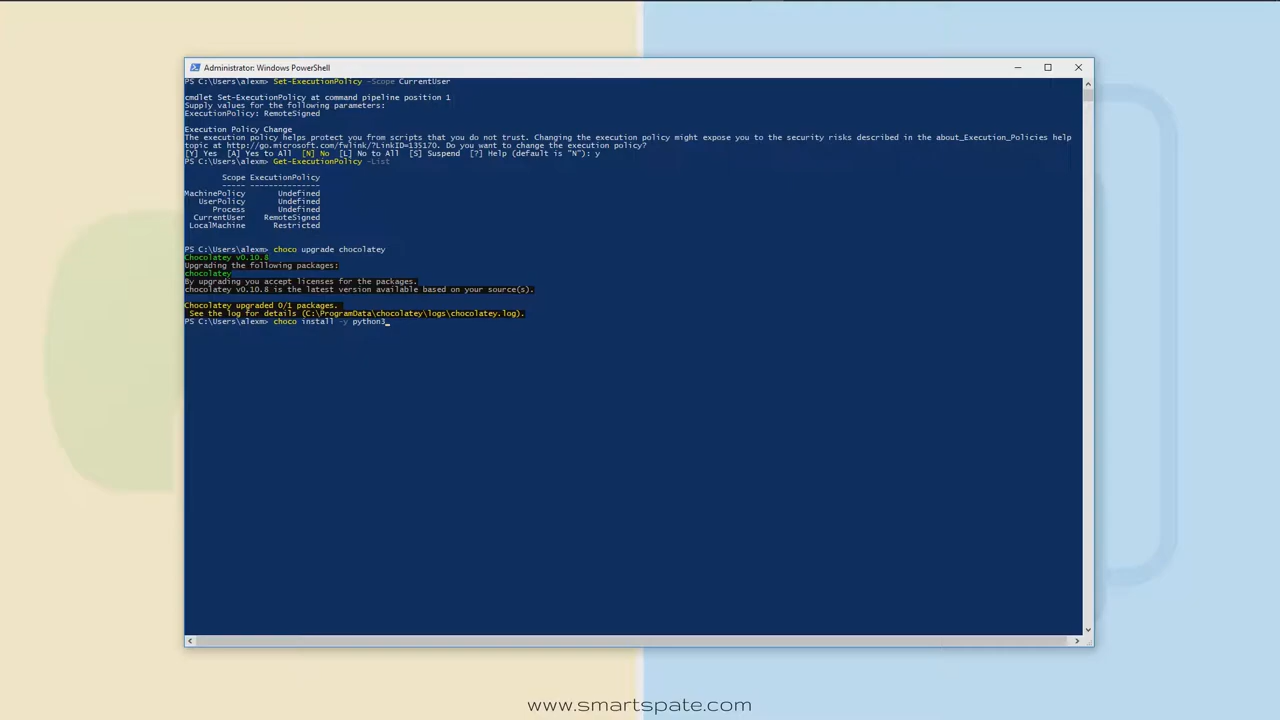 Administrator: Windows PowerShell
PS C:\Users\alexm> Set-ExecutionPolicy -Scope CurrentUser
cmdlet Set-ExecutionPolicy at command pipeline position 1
Supply values for the following parameters:
ExecutionPolicy: RemoteSigned
Execution Policy Change
The execution policy helps protect you from scripts that you do not trust. Changing the execution policy might expose you to the security risks described in the about_Execution_Policies help
topic at http://go.microsoft.com/fwlink/?LinkID=135170. Do you want to change the execution policy?
[Y] Yes  [A] Yes to All  [N] No  [L] No to All  [S] Suspend  [?] Help (default is "N"): y
PS C:\Users\alexm> Get-ExecutionPolicy -List
Scope ExecutionPolicy
----- ---------------
MachinePolicy Undefined
UserPolicy Undefined
Process Undefined
CurrentUser RemoteSigned
LocalMachine Restricted
PS C:\Users\alexm> choco upgrade chocolatey
Chocolatey v0.10.8
Upgrading the following packages:
chocolatey
By upgrading you accept licenses for the packages.
chocolatey v0.10.8 is the latest version available based on your source(s).
Chocolatey upgraded 0/1 packages.
See the log for details (C:\ProgramData\chocolatey\logs\chocolatey.log).
PS C:\Users\alexm> choco install -y python3_
www.smartspate.com